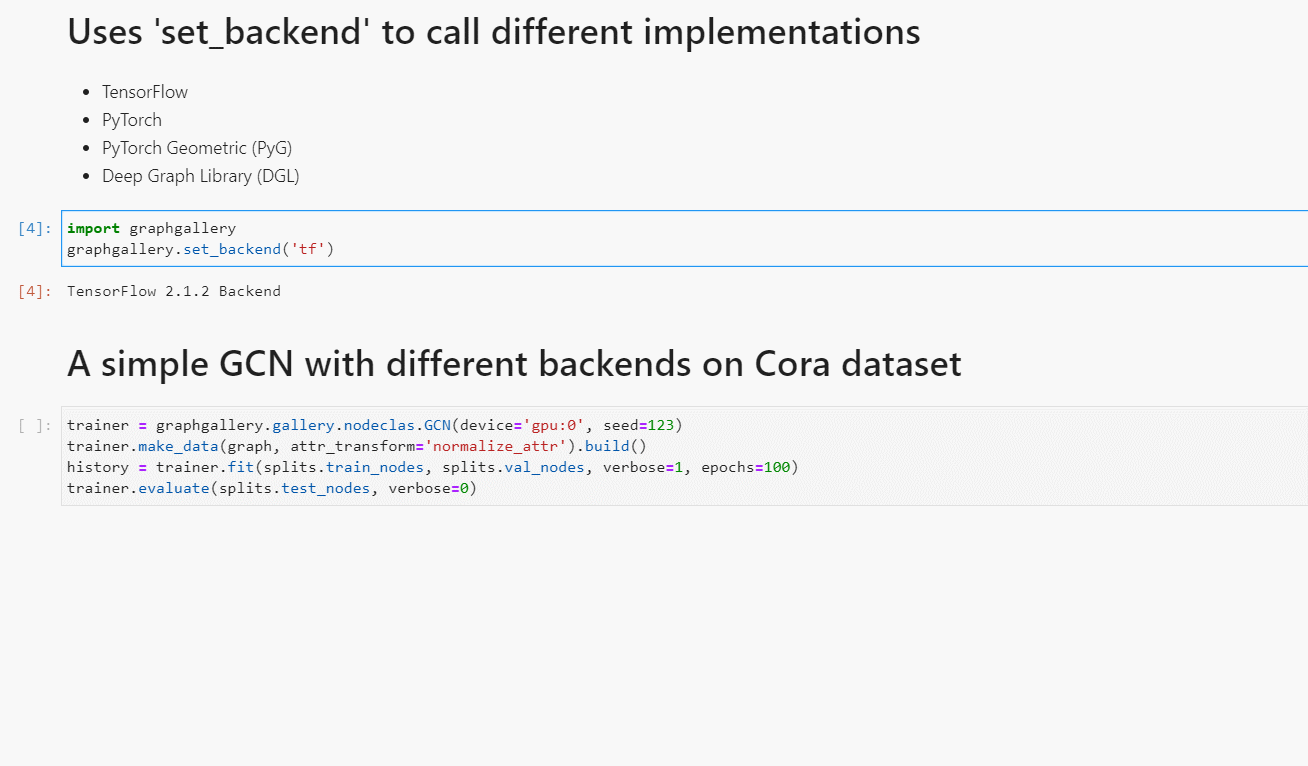 Uses 'set_backend' to call different implementations
• TensorFlow
• PyTorch
• PyTorch Geometric (PyG)
• Deep Graph Library (DGL)
[4]: import graphgallery
graphgallery.set_backend('tf')
[4]: TensorFlow 2.1.2 Backend
A simple GCN with different backends on Cora dataset
[ ]: trainer = graphgallery.gallery.nodeclas.GCN(device='gpu:0', seed=123)
trainer.make_data(graph, attr_transform='normalize_attr').build()
history = trainer.fit(splits.train_nodes, splits.val_nodes, verbose=1, epochs=100)
trainer.evaluate(splits.test_nodes, verbose=0)